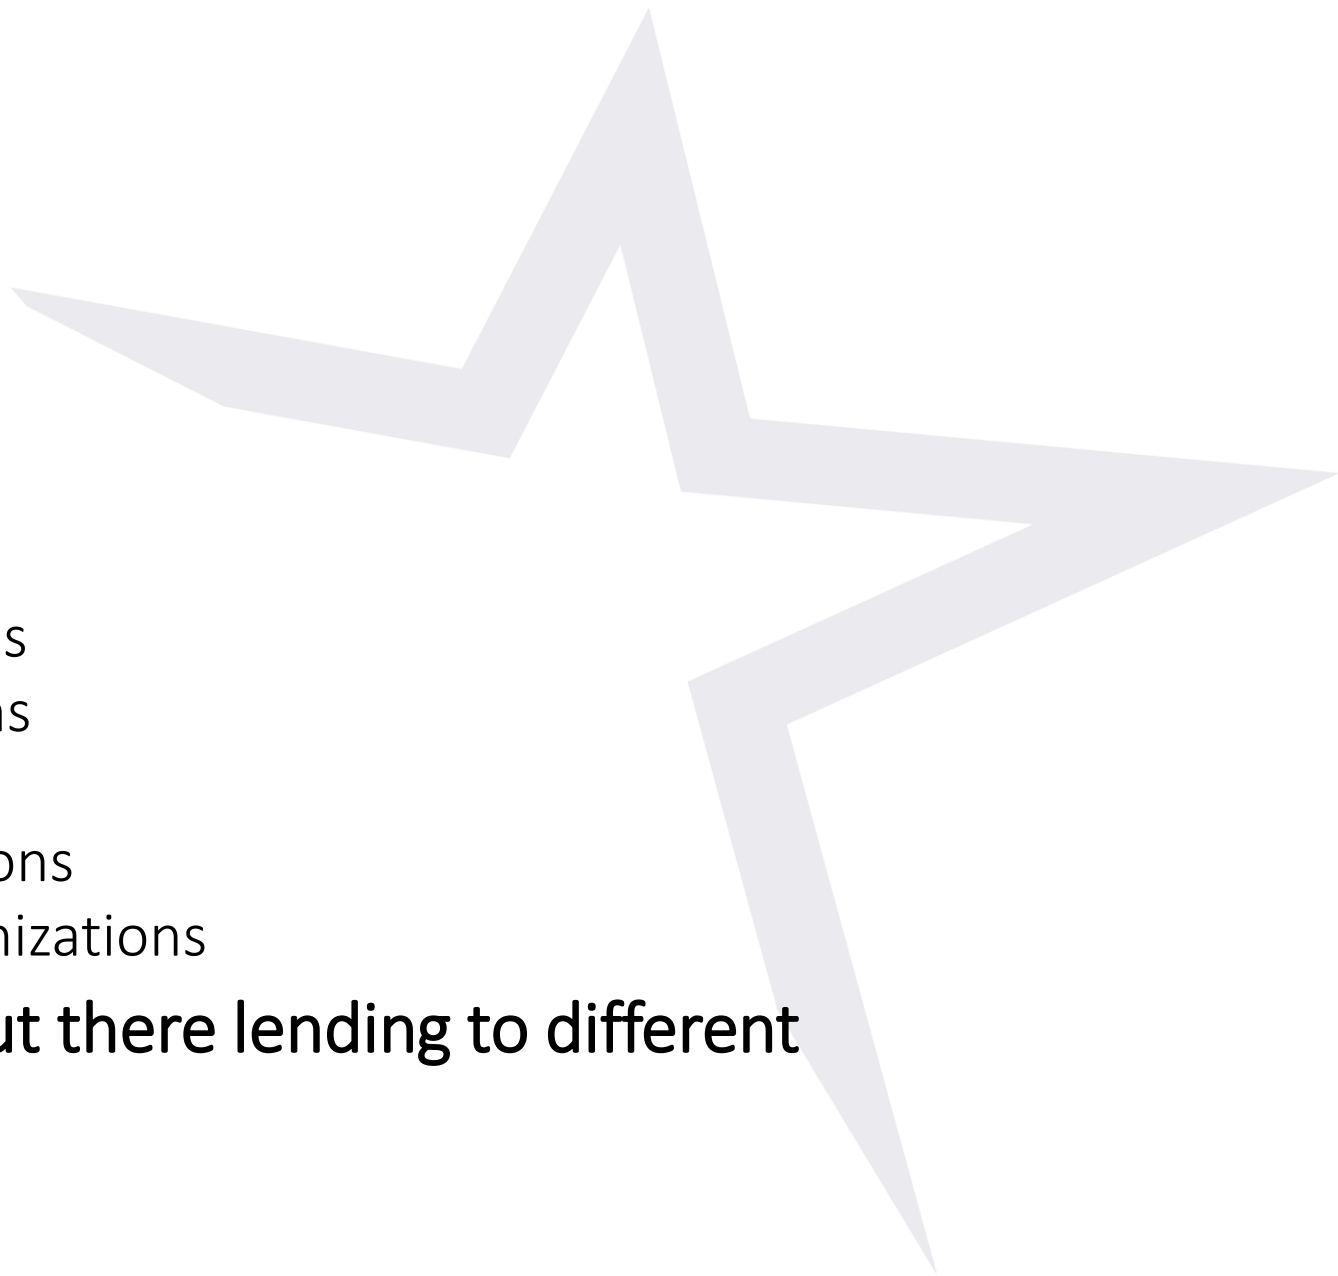 s
ns
ons
nizations
ut there lending to different